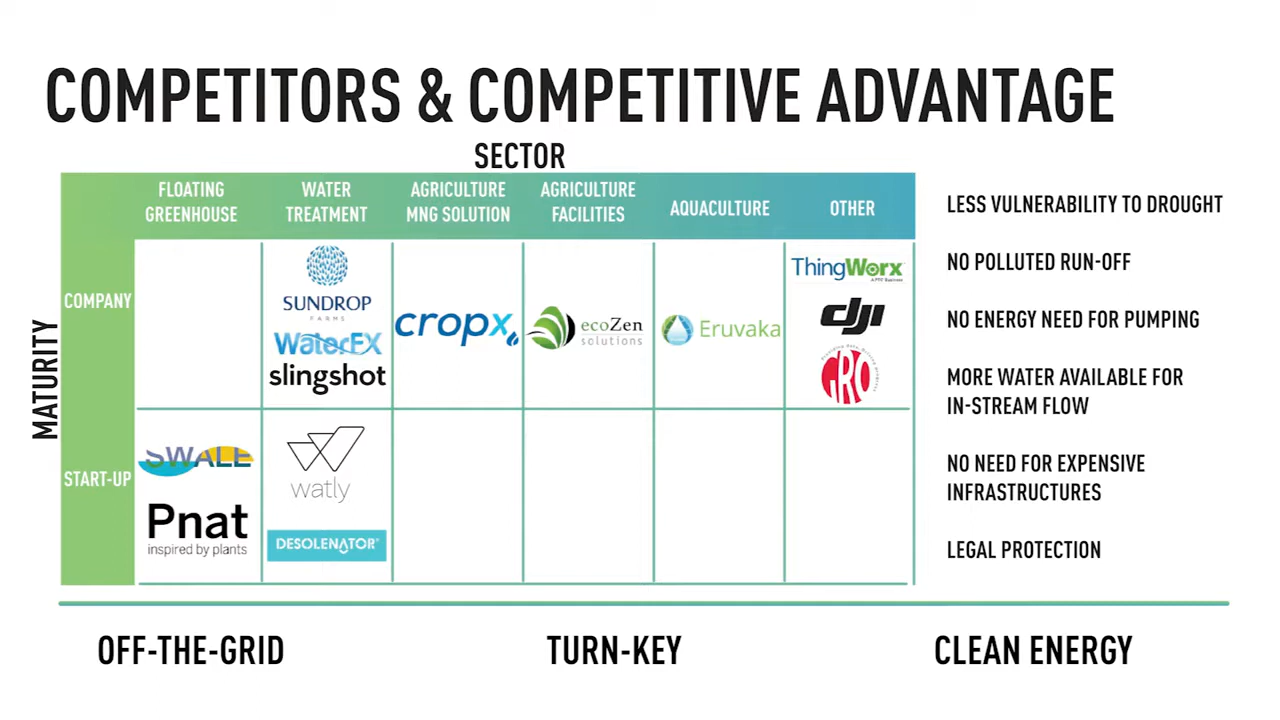 COMPETITORS & COMPETITIVE ADVANTAGE
SECTOR
FLOATING
GREENHOUSE
WATER
TREATMENT
AGRICULTURE
MNG SOLUTION
AGRICULTURE
FACILITIES
AQUACULTURE
OTHER
MATURITY
COMPANY
SUNDROP
FARMS
WaterFX
slingshot
cropx
ecoZen
solutions
Eruvaka
ThingWorx
A PTC Business
dji
GRO
START-UP
SWALE
Pnat
inspired by plants
watly
DESOLENATOR®
LESS VULNERABILITY TO DROUGHT
NO POLLUTED RUN-OFF
NO ENERGY NEED FOR PUMPING
MORE WATER AVAILABLE FOR
IN-STREAM FLOW
NO NEED FOR EXPENSIVE
INFRASTRUCTURES
LEGAL PROTECTION
OFF-THE-GRID
TURN-KEY
CLEAN ENERGY